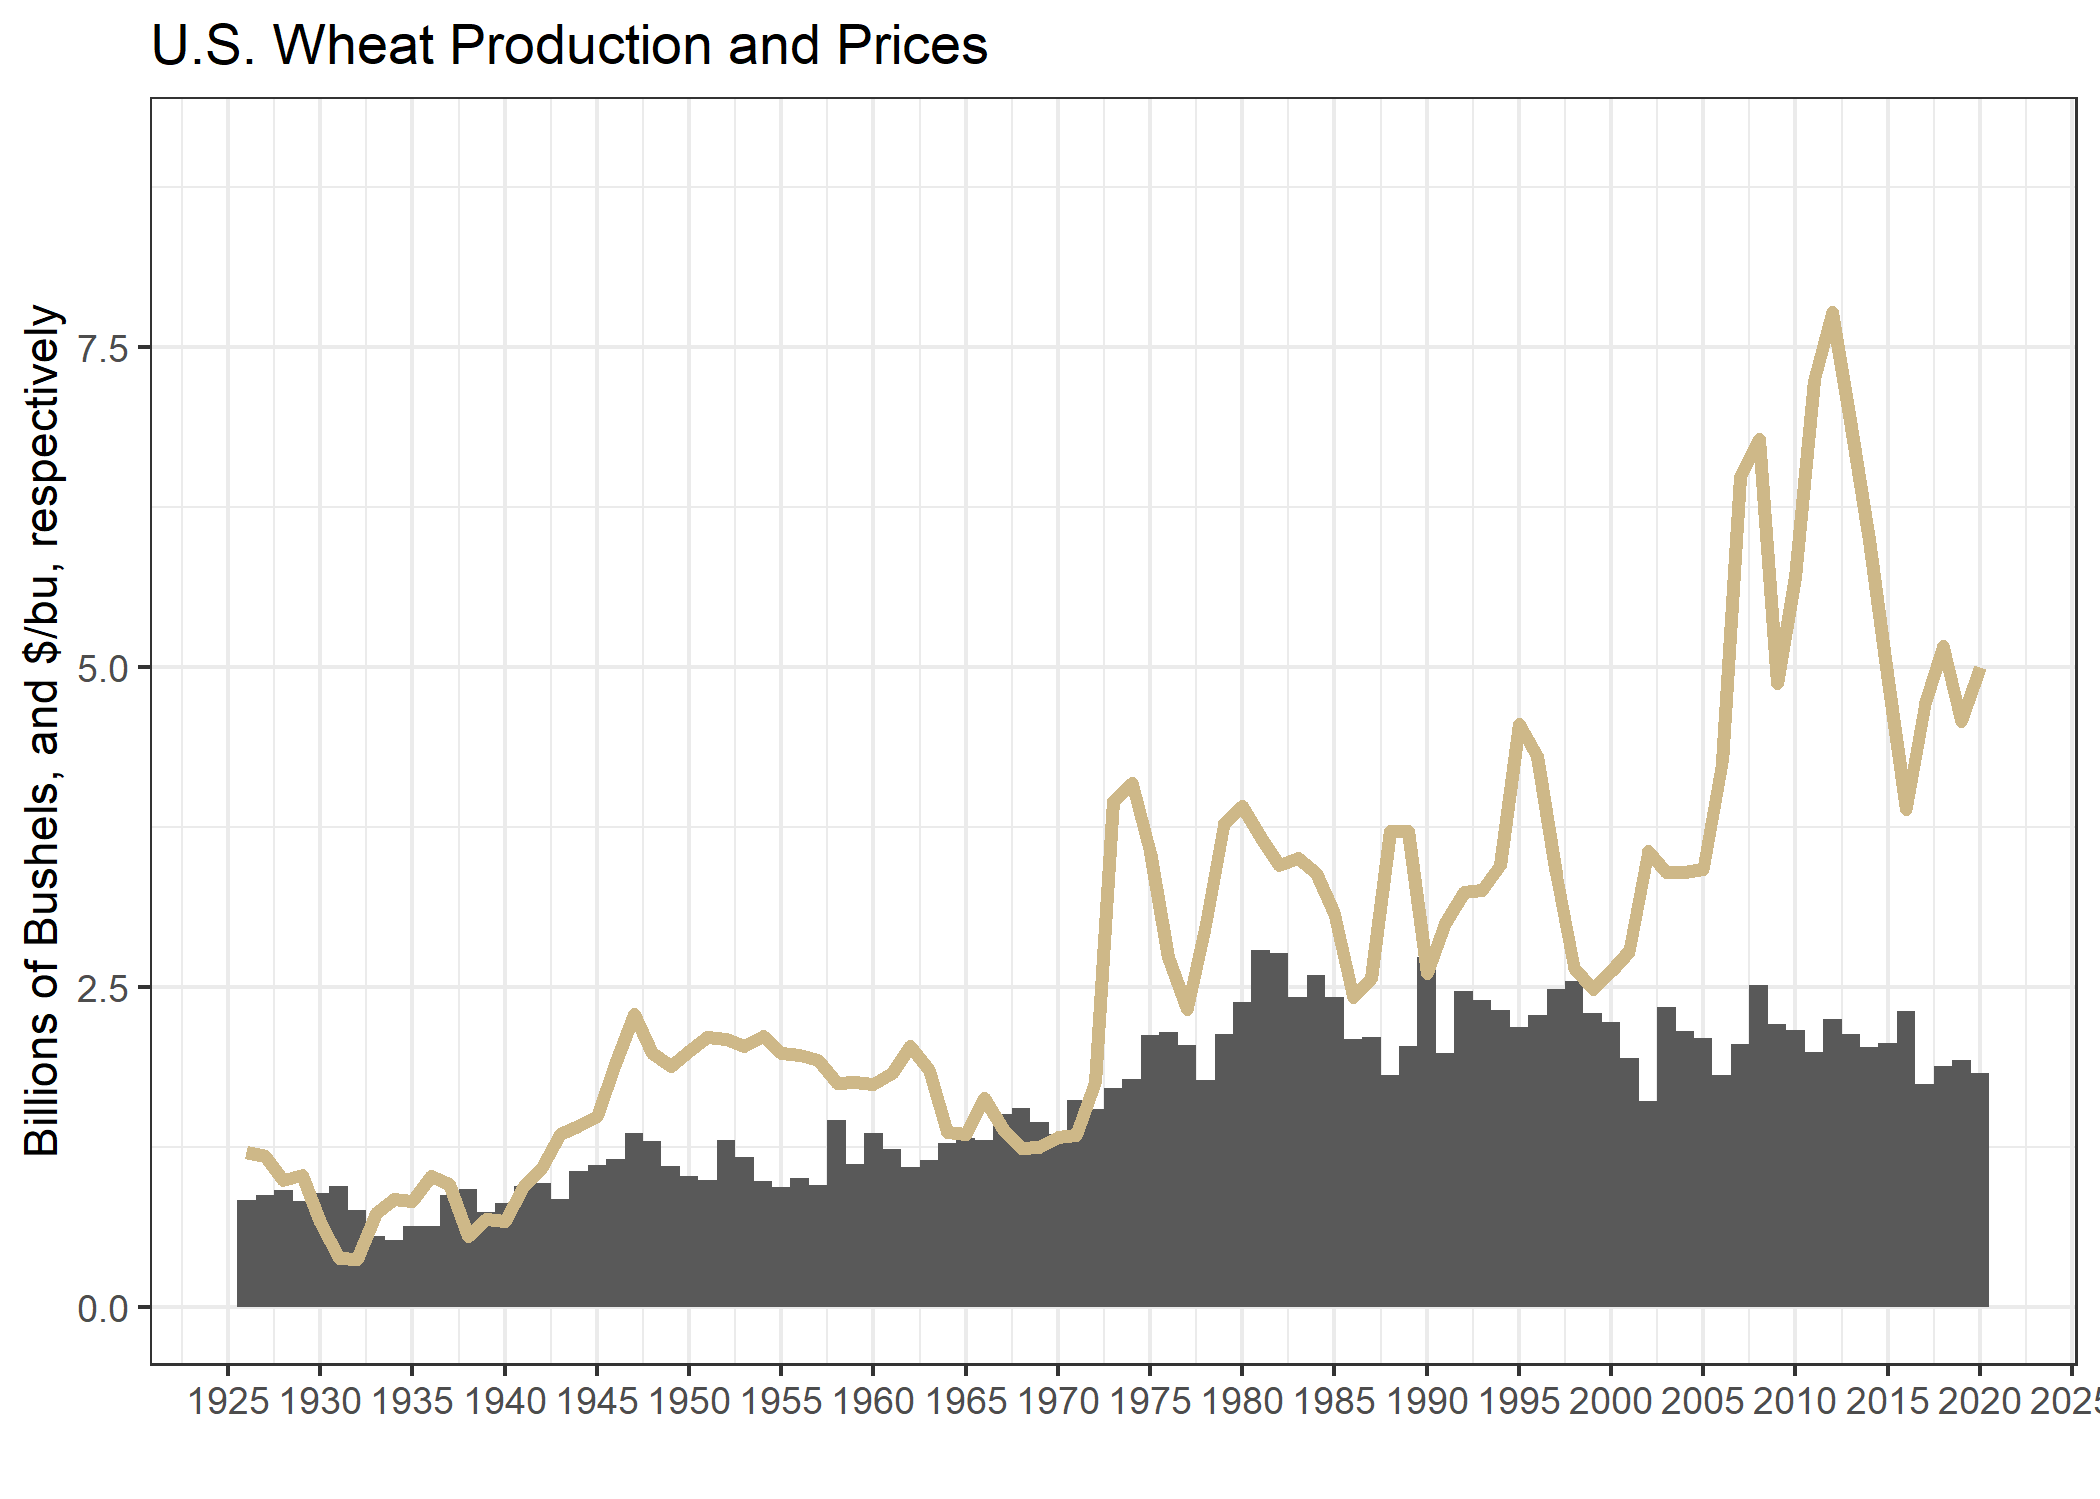 U.S. Wheat Production and Prices
Billions of Bushels, and $/bu, respectively
7.5
5.0
2.5
0.0
1925 1930 1935 1940 1945 1950 1955 1960 1965 1970 1975 1980 1985 1990 1995 2000 2005 2010 2015 2020 2025